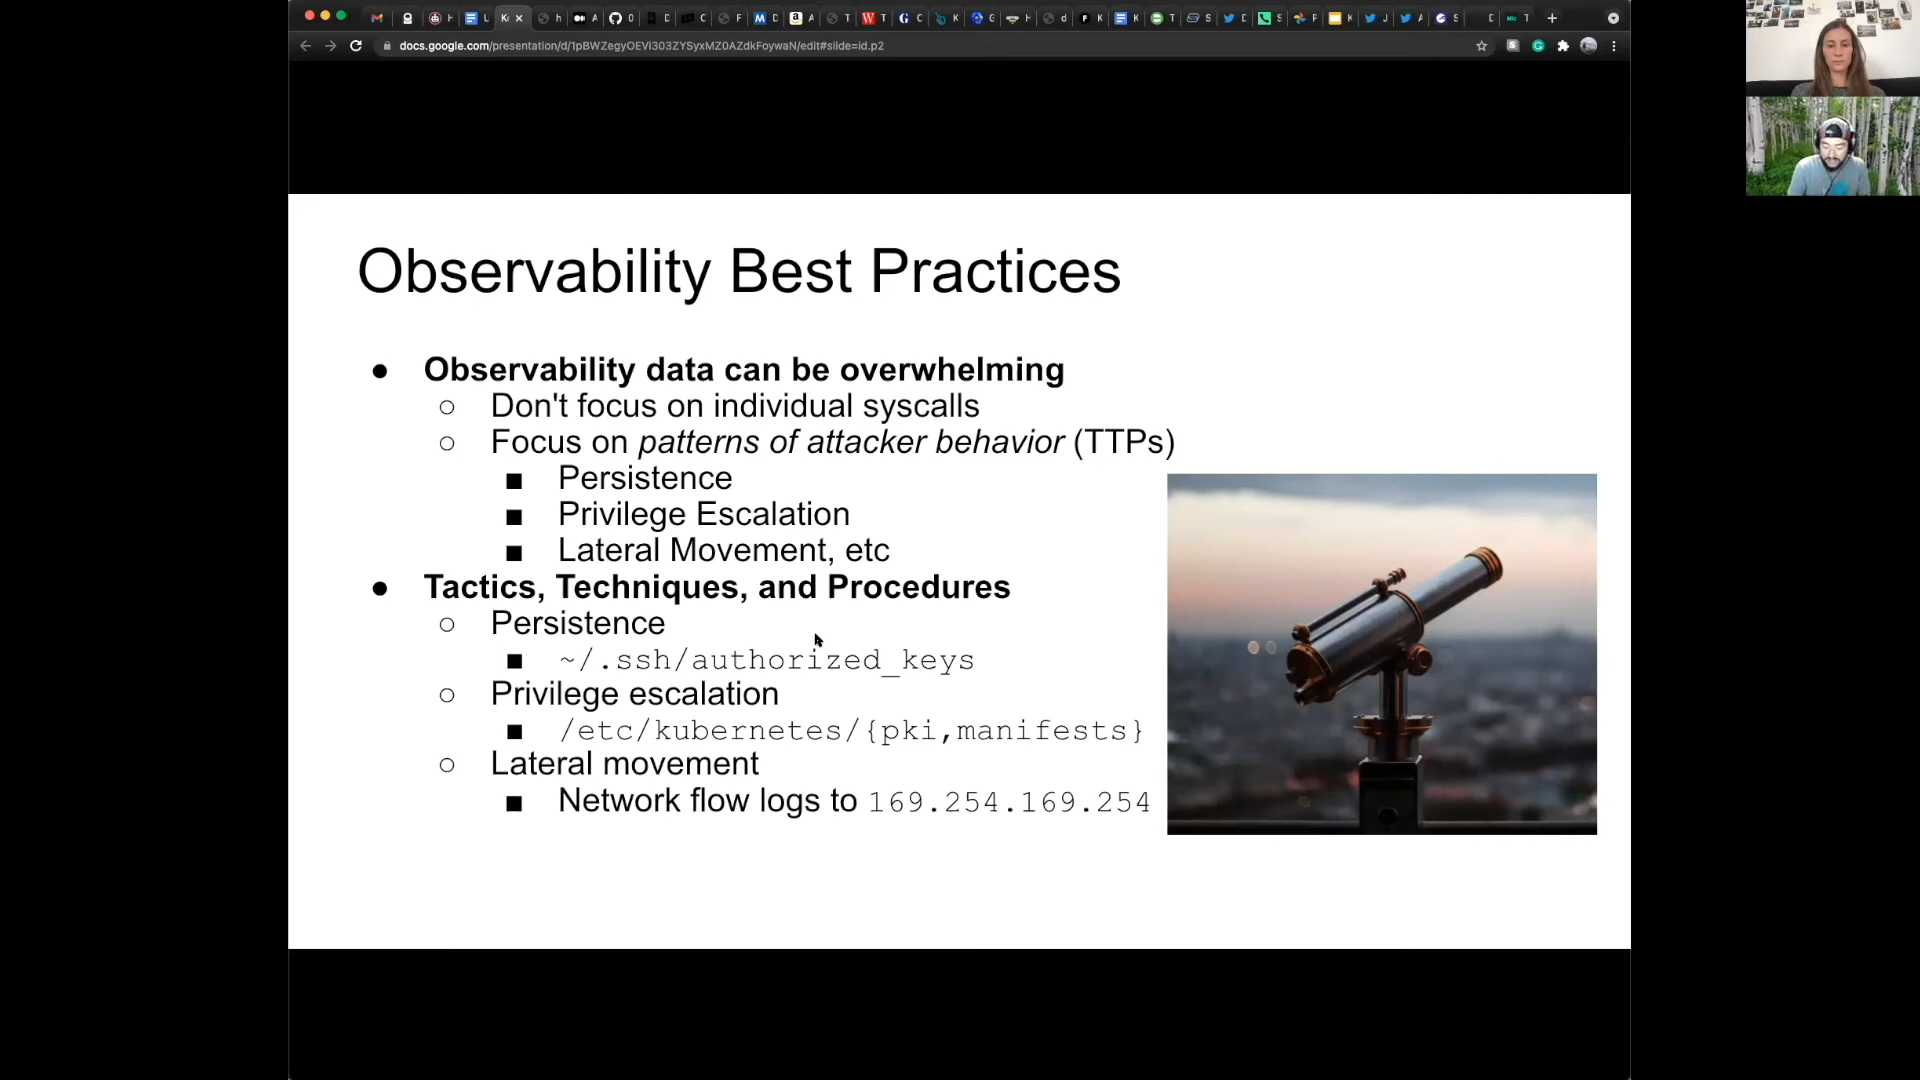 docs.google.com/presentation/d/1pBWZegyOEVi303ZYSyxMZ0AZdkFoywaN/edit#slide=id.p2
Observability Best Practices
● Observability data can be overwhelming
○ Don't focus on individual syscalls
○ Focus on patterns of attacker behavior (TTPs)
■ Persistence
■ Privilege Escalation
■ Lateral Movement, etc
● Tactics, Techniques, and Procedures
○ Persistence
■ ~/.ssh/authorized_keys
○ Privilege escalation
■ /etc/kubernetes/{pki,manifests}
○ Lateral movement
■ Network flow logs to 169.254.169.254